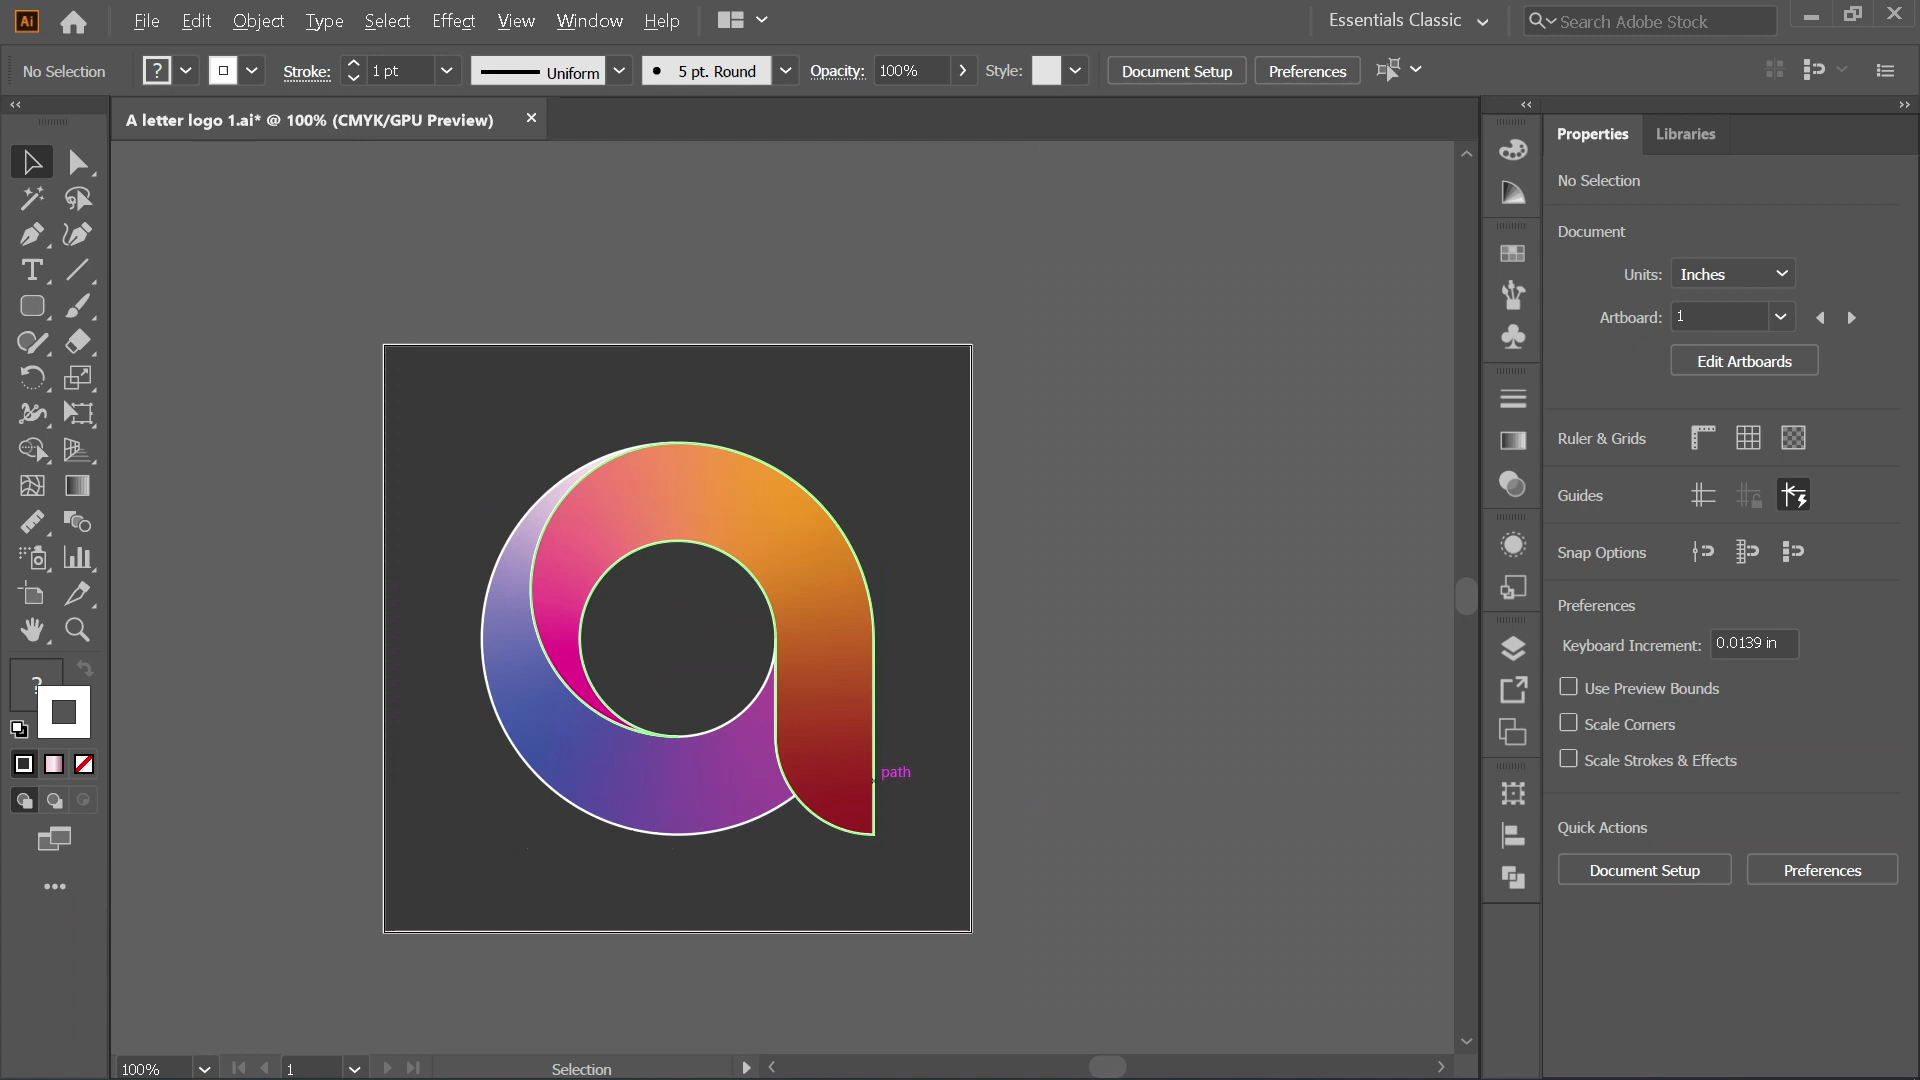 Ai File Edit Object Type Select Effect View Window Help Essentials Classic Search Adobe Stock
No Selection ? Stroke: 1 pt Uniform 5 pt. Round Opacity: 100% Style: Document Setup Preferences
A letter logo 1.ai* @ 100% (CMYK/GPU Preview)
Properties Libraries
No Selection
Document
Units: Inches
Artboard: 1
Edit Artboards
Ruler & Grids
Guides
Snap Options
Preferences
Keyboard Increment: 0.0139 in
Use Preview Bounds
Scale Corners
Scale Strokes & Effects
Quick Actions
Document Setup Preferences
T
?
path
100% 1 Selection